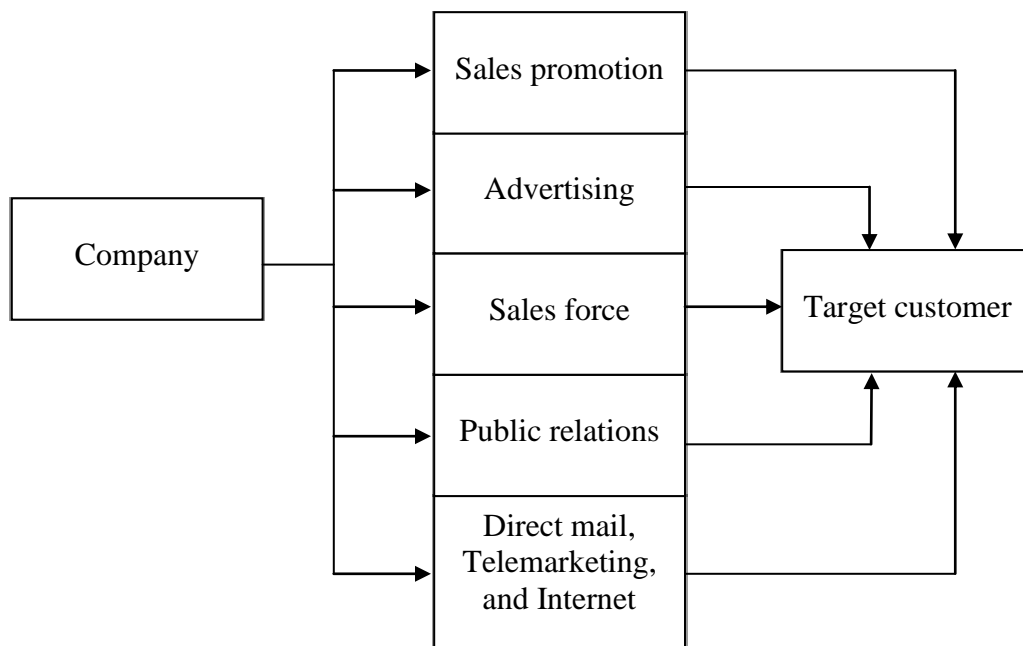 Company
Sales promotion
Advertising
Sales force
Public relations
Direct mail,
Telemarketing,
and Internet
Target customer